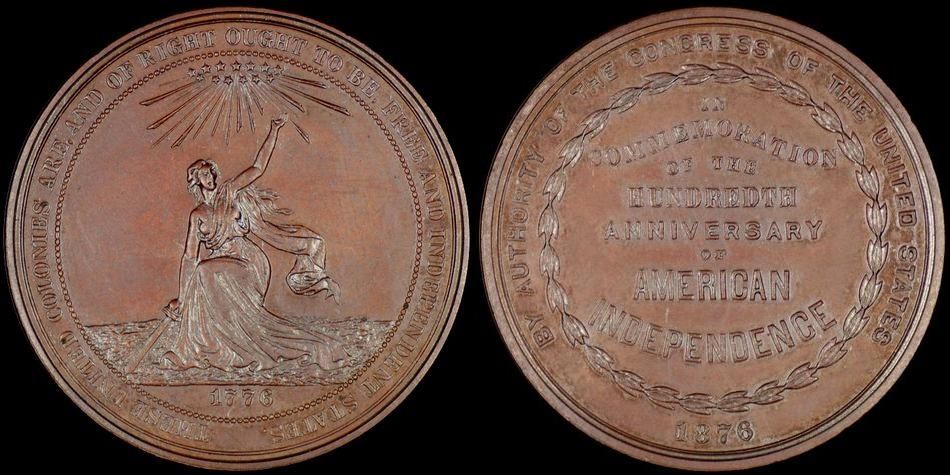 THESE UNITED COLONIES ARE, AND OF RIGHT OUGHT TO BE, FREE AND INDEPENDENT STATES.
1776
BY AUTHORITY OF THE CONGRESS OF THE UNITED STATES
IN
COMMEMORATION
OF THE
HUNDREDTH
ANNIVERSARY
OF
AMERICAN
INDEPENDENCE
1876